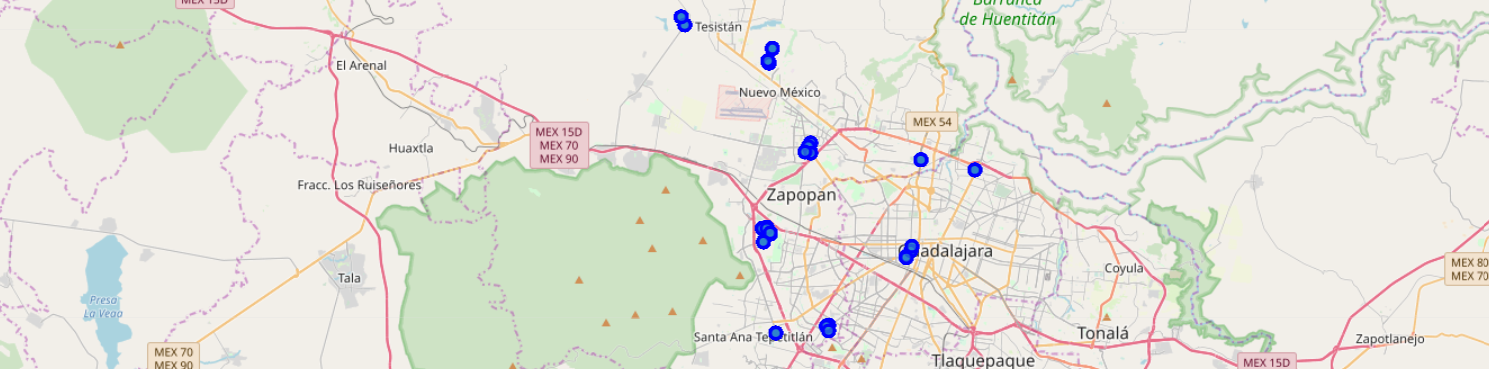 MEX 15D
Barranca
de Huentitán
Tesistán
El Arenal
Nuevo México
MEX 54
MEX 15D
MEX 70
MEX 90
Huaxtla
Fracc. Los Ruiseñores
Zapopan
Guadalajara
Coyula
MEX 80
MEX 70
Tala
Presa
La Vega
Santa Ana Tepetitlán
Tonalá
Zapotlanejo
MEX 70
MEX 90
Tlaquepaque
MEX 15D